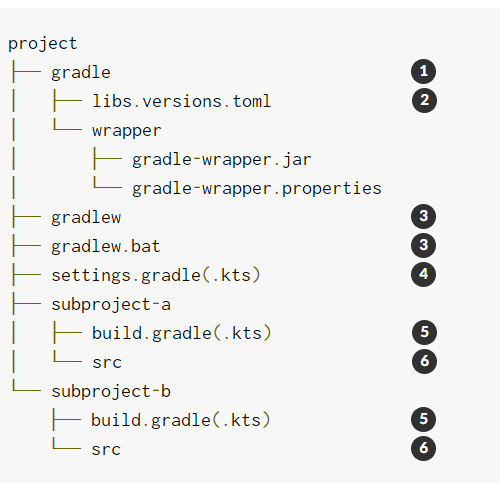 project
├── gradle 1
│   ├── libs.versions.toml 2
│   └── wrapper
│       ├── gradle-wrapper.jar
│       └── gradle-wrapper.properties
├── gradlew 3
├── gradlew.bat 3
├── settings.gradle(.kts) 4
├── subproject-a
│   ├── build.gradle(.kts) 5
│   └── src 6
└── subproject-b
    ├── build.gradle(.kts) 5
    └── src 6